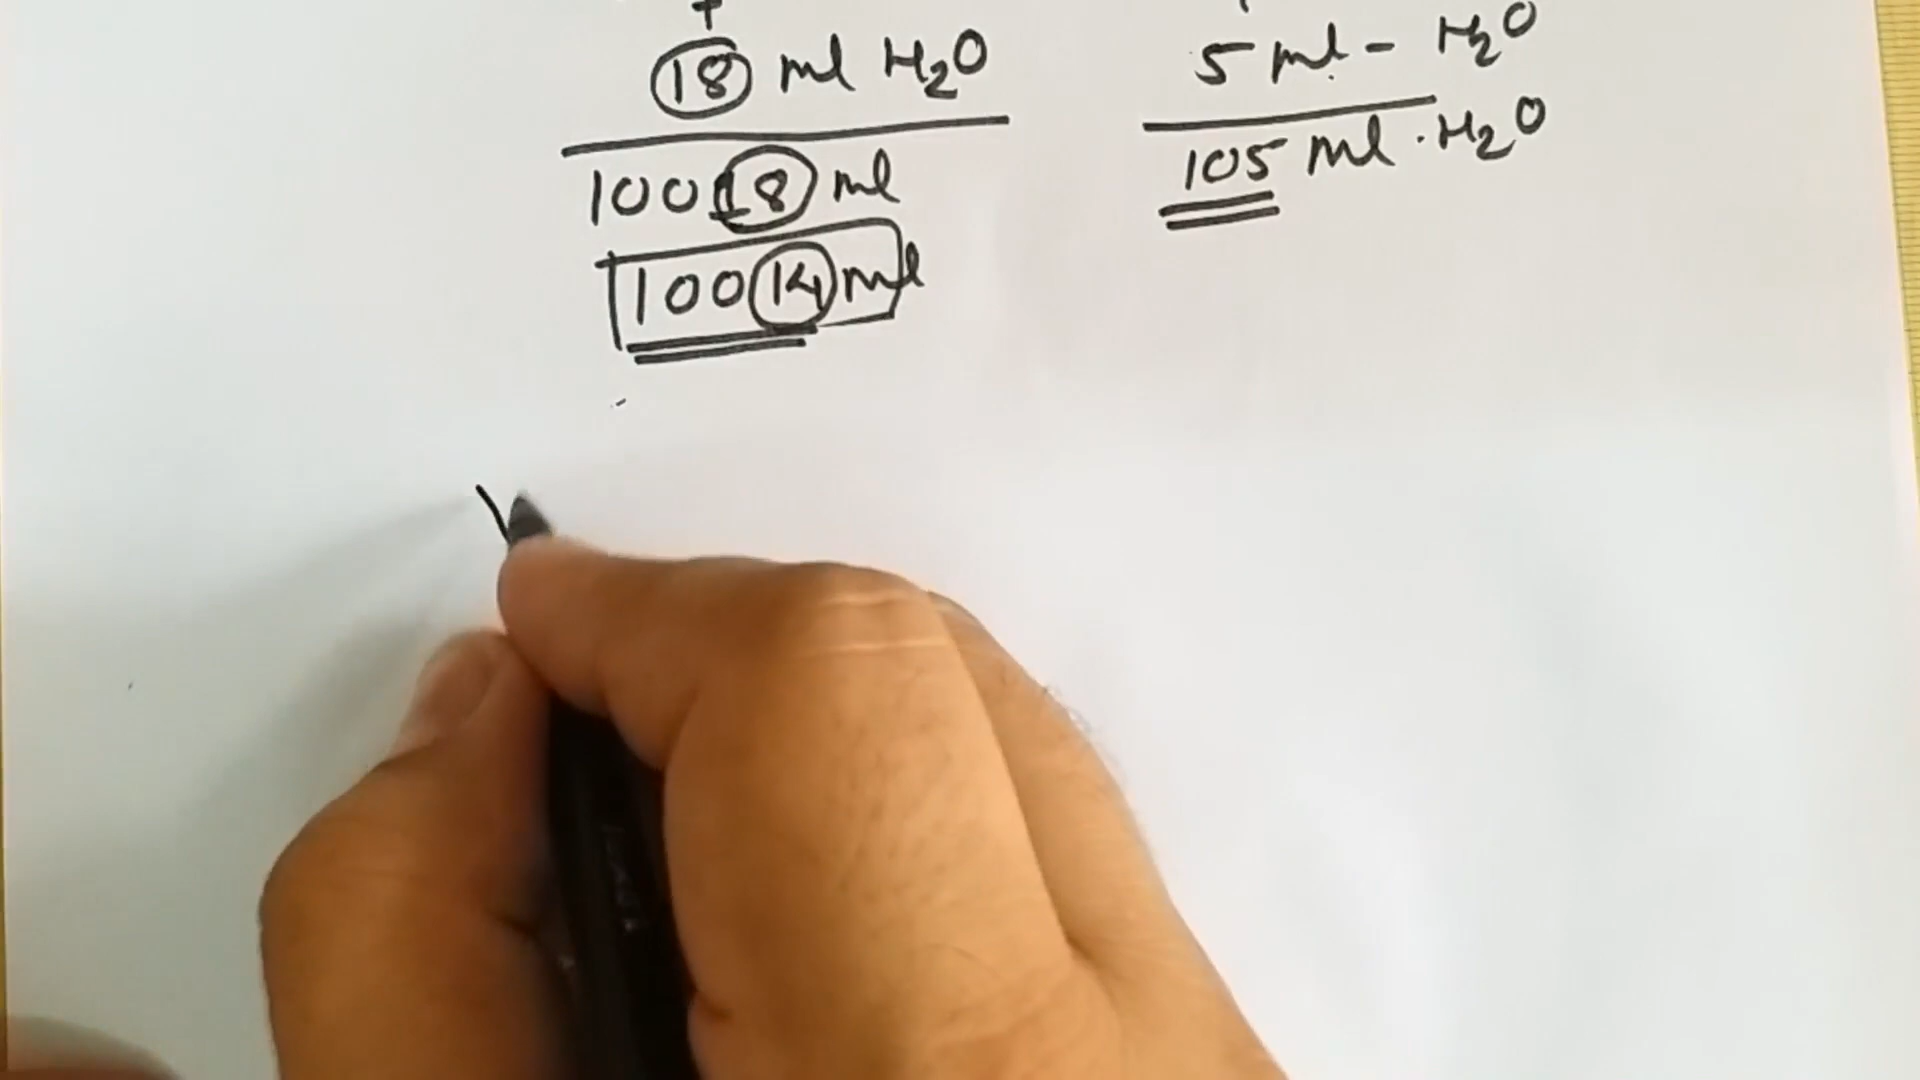 +
18 ml H₂O
10018 ml
10014 ml
5 ml - H₂O
105 ml . H₂O